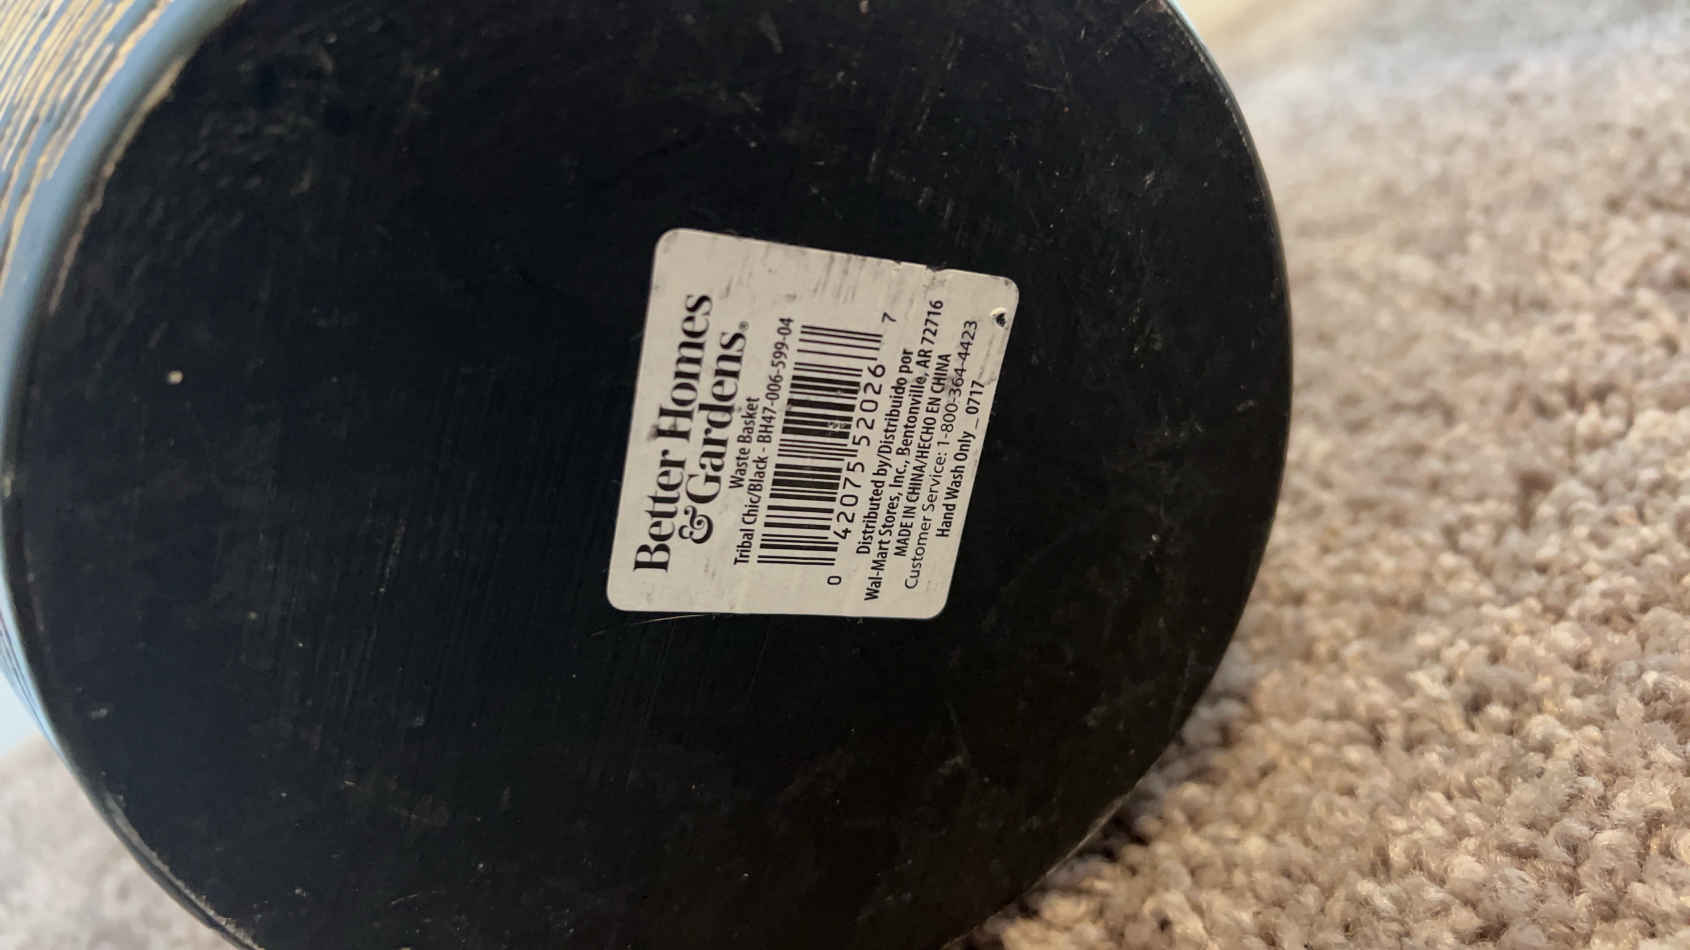 Better Homes
& Gardens®
Waste Basket
Tribal Chic/Black - BH47-006-599-04
0 42075 52026 7
Distributed by/Distribuido por
Wal-Mart Stores, Inc., Bentonville, AR 72716
MADE IN CHINA/HECHO EN CHINA
Customer Service: 1-800-364-4423
Hand Wash Only_ 0717